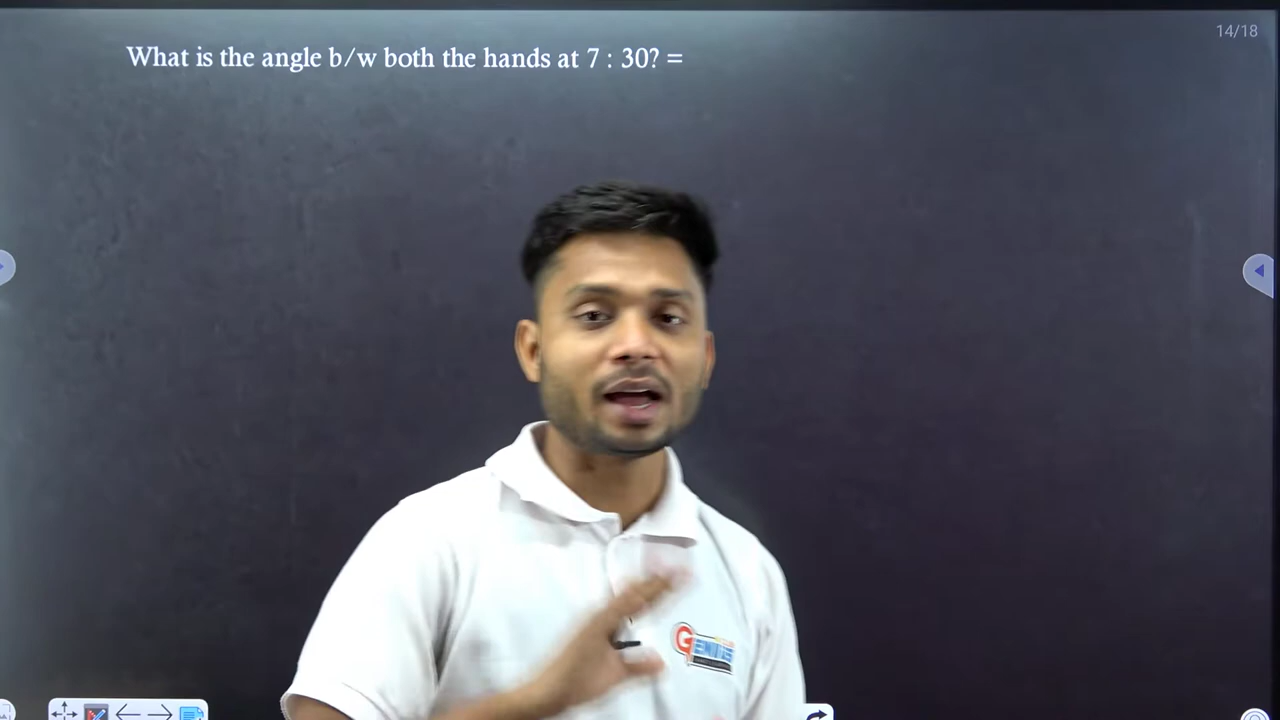 14/18
What is the angle b/w both the hands at 7 : 30? =